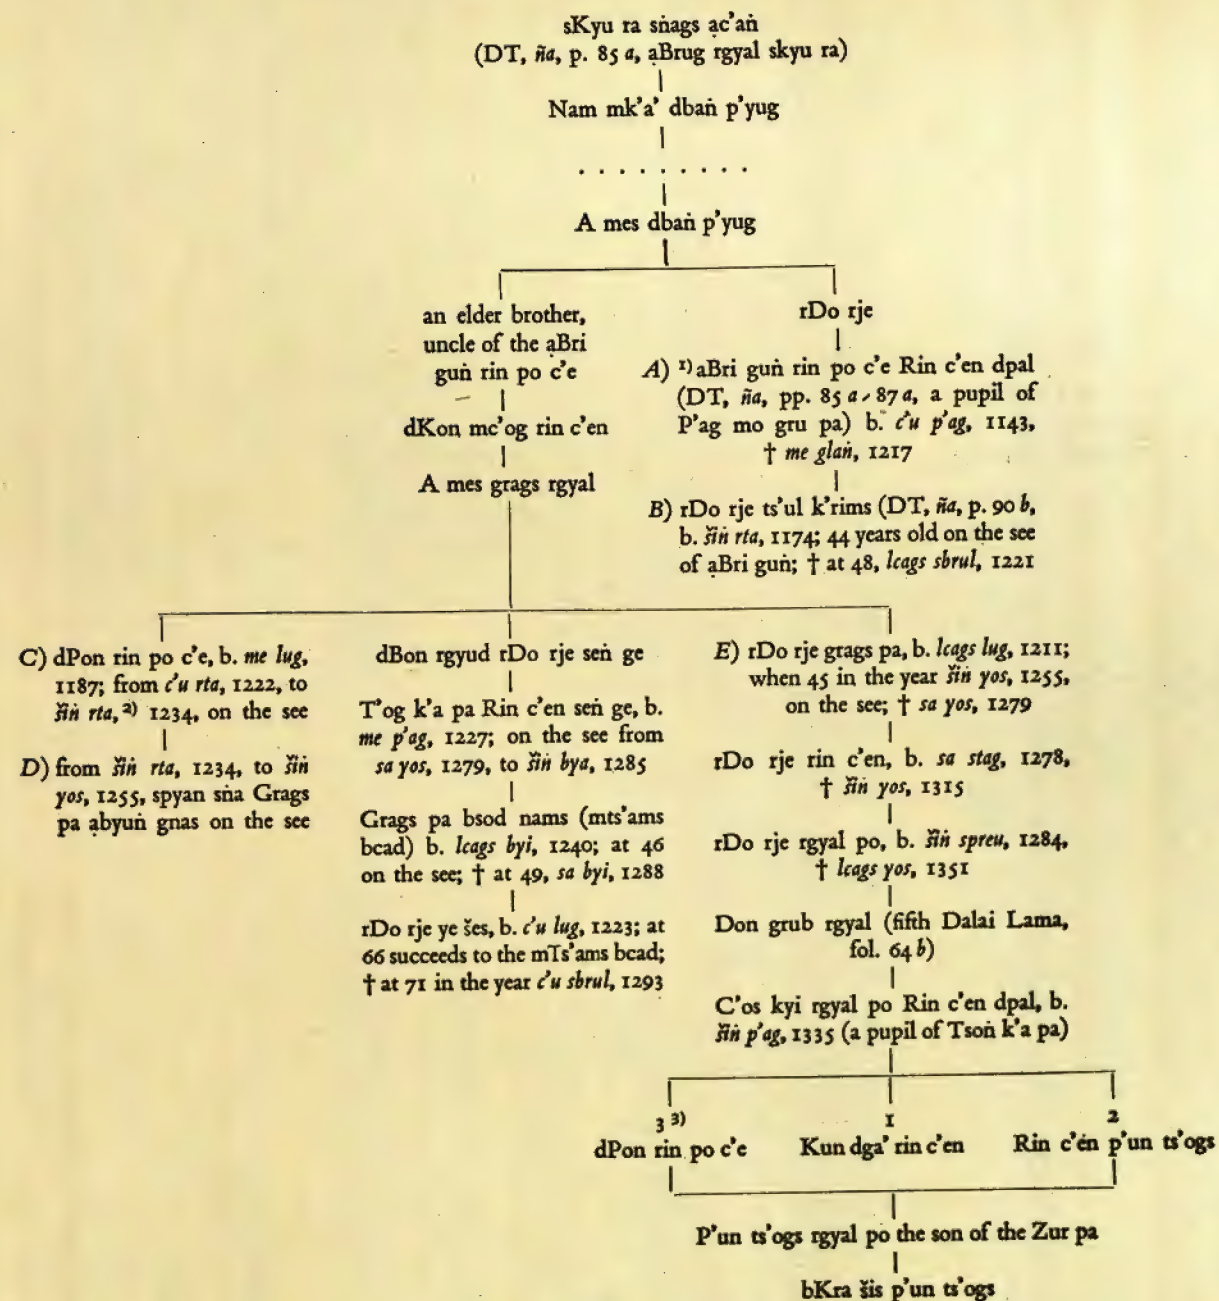 sKyu ra sṅags ạc'aṅ
(DT, ña, p. 85 a, ạBrug rgyal skyu ra)
Nam mk'a' dbaṅ p'yug
. . . . . . . . .
A mes dbaṅ p'yug
an elder brother,
uncle of the ạBri
guṅ rin po c'e
dKon mc'og rin c'en
A mes grags rgyal
rDo rje
A) 1) ạBri guṅ rin po c'e Rin c'en dpal
(DT, ña, pp. 85 a-87 a, a pupil of
P'ag mo gru pa) b. c'u p'ag, 1143,
† me glaṅ, 1217
B) rDo rje ts'ul k'rims (DT, ña, p. 90 b,
b. šiṅ rta, 1174; 44 years old on the see
of ạBri guṅ; † at 48, lcags sbrul, 1221
C) dPon rin po c'e, b. me lug,
1187; from c'u rta, 1222, to
šiṅ rta, 2) 1234, on the see
D) from šiṅ rta, 1234, to šiṅ
yos, 1255, spyan sṅa Grags
pa ạbyuṅ gnas on the see
dBon rgyud rDo rje seṅ ge
T'og k'a pa Rin c'en seṅ ge, b.
me p'ag, 1227; on the see from
sa yos, 1279, to šiṅ bya, 1285
Grags pa bsod nams (mts'ams
bcad) b. lcags byi, 1240; at 46
on the see; † at 49, sa byi, 1288
rDo rje ye šes, b. c'u lug, 1223; at
66 succeeds to the mTs'ams bcad;
† at 71 in the year c'u sbrul, 1293
E) rDo rje grags pa, b. lcags lug, 1211;
when 45 in the year šiṅ yos, 1255,
on the see; † sa yos, 1279
rDo rje rin c'en, b. sa stag, 1278,
† šiṅ yos, 1315
rDo rje rgyal po, b. šiṅ spreu, 1284,
† lcags yos, 1351
Don grub rgyal (fifth Dalai Lama,
fol. 64 b)
C'os kyi rgyal po Rin c'en dpal, b.
šiṅ p'ag, 1335 (a pupil of Tsoṅ k'a pa)
3 3) 1 2
dPon rin po c'e Kun dga' rin c'en Rin c'en p'un ts'ogs
P'un ts'ogs rgyal po the son of the Zur pa
bKra šis p'un ts'ogs